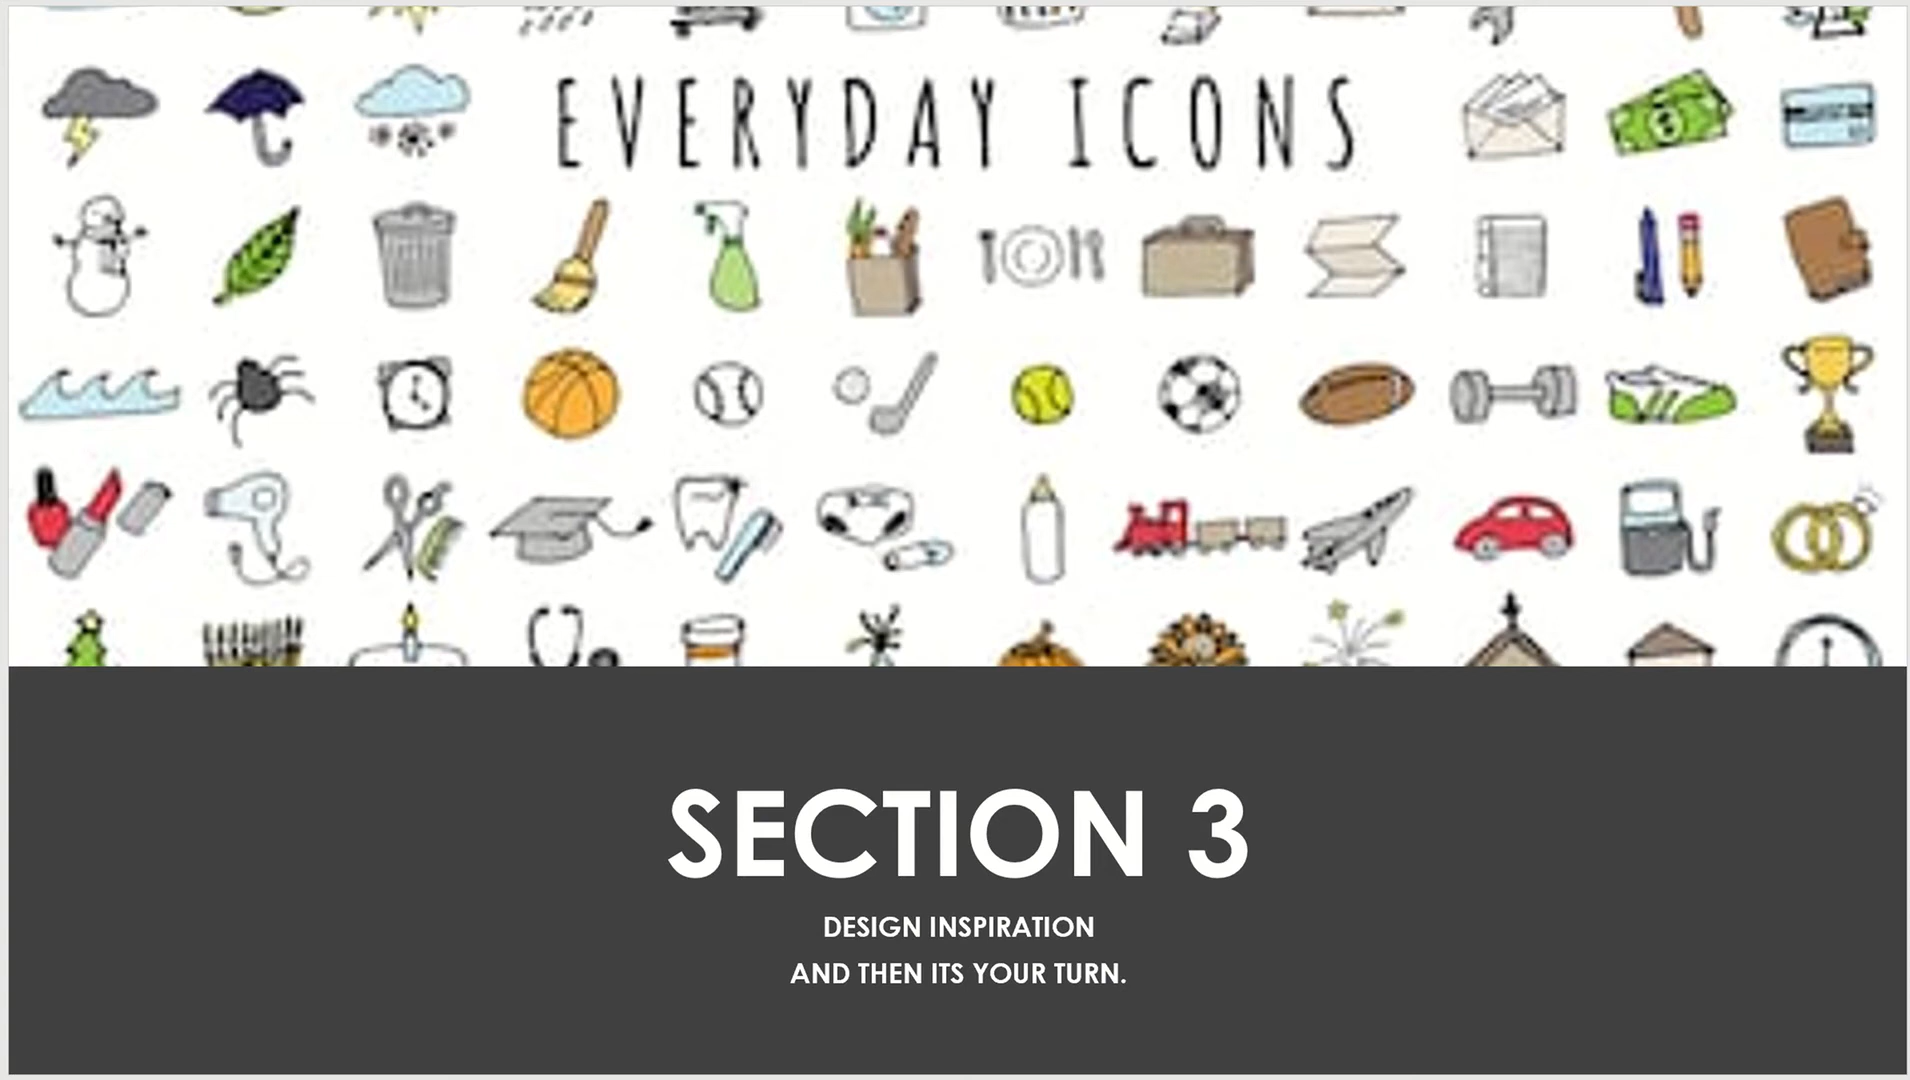 EVERYDAY ICONS
SECTION 3
DESIGN INSPIRATION
AND THEN ITS YOUR TURN.